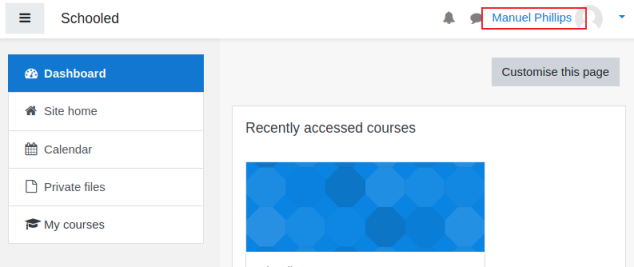 Schooled
Manuel Phillips
Dashboard
Site home
Calendar
Private files
My courses
Customise this page
Recently accessed courses